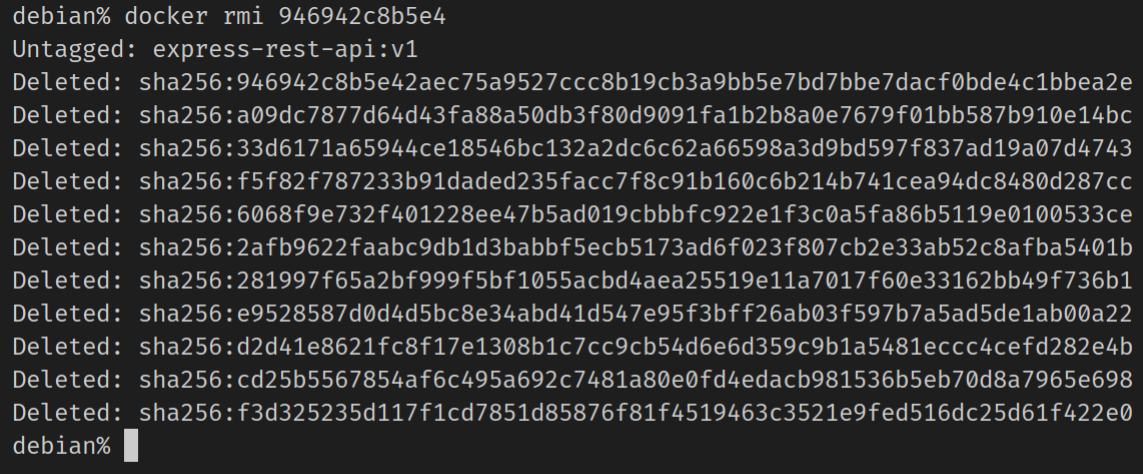 debian% docker rmi 946942c8b5e4
Untagged: express-rest-api:v1
Deleted: sha256:946942c8b5e42aec75a9527ccc8b19cb3a9bb5e7bd7bbe7dacf0bde4c1bbea2e
Deleted: sha256:a09dc7877d64d43fa88a50db3f80d9091fa1b2b8a0e7679f01bb587b910e14bc
Deleted: sha256:33d6171a65944ce18546bc132a2dc6c62a66598a3d9bd597f837ad19a07d4743
Deleted: sha256:f5f82f787233b91daded235facc7f8c91b160c6b214b741cea94dc8480d287cc
Deleted: sha256:6068f9e732f401228ee47b5ad019cbbbfc922e1f3c0a5fa86b5119e0100533ce
Deleted: sha256:2afb9622faabc9db1d3babbf5ecb5173ad6f023f807cb2e33ab52c8afba5401b
Deleted: sha256:281997f65a2bf999f5bf1055acbd4aea25519e11a7017f60e33162bb49f736b1
Deleted: sha256:e9528587d0d4d5bc8e34abd41d547e95f3bff26ab03f597b7a5ad5de1ab00a22
Deleted: sha256:d2d41e8621fc8f17e1308b1c7cc9cb54d6e6d359c9b1a5481eccc4cefd282e4b
Deleted: sha256:cd25b5567854af6c495a692c7481a80e0fd4edacb981536b5eb70d8a7965e698
Deleted: sha256:f3d325235d117f1cd7851d85876f81f4519463c3521e9fed516dc25d61f422e0
debian%